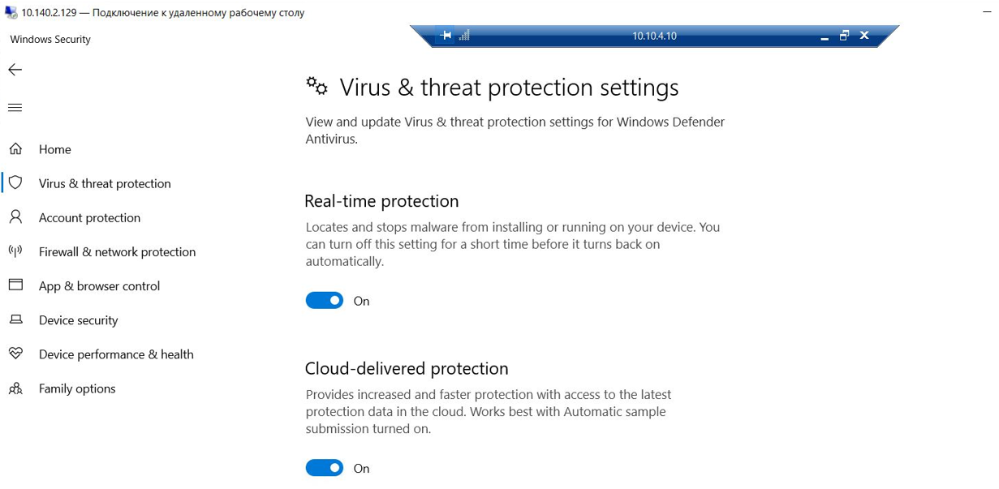 10.140.2.129 — Подключение к удаленному рабочему столу
Windows Security
10.10.4.10
Virus & threat protection settings
View and update Virus & threat protection settings for Windows Defender
Antivirus.
Home
Virus & threat protection
Account protection
Firewall & network protection
App & browser control
Device security
Device performance & health
Family options
Real-time protection
Locates and stops malware from installing or running on your device. You
can turn off this setting for a short time before it turns back on
automatically.
On
Cloud-delivered protection
Provides increased and faster protection with access to the latest
protection data in the cloud. Works best with Automatic sample
submission turned on.
On